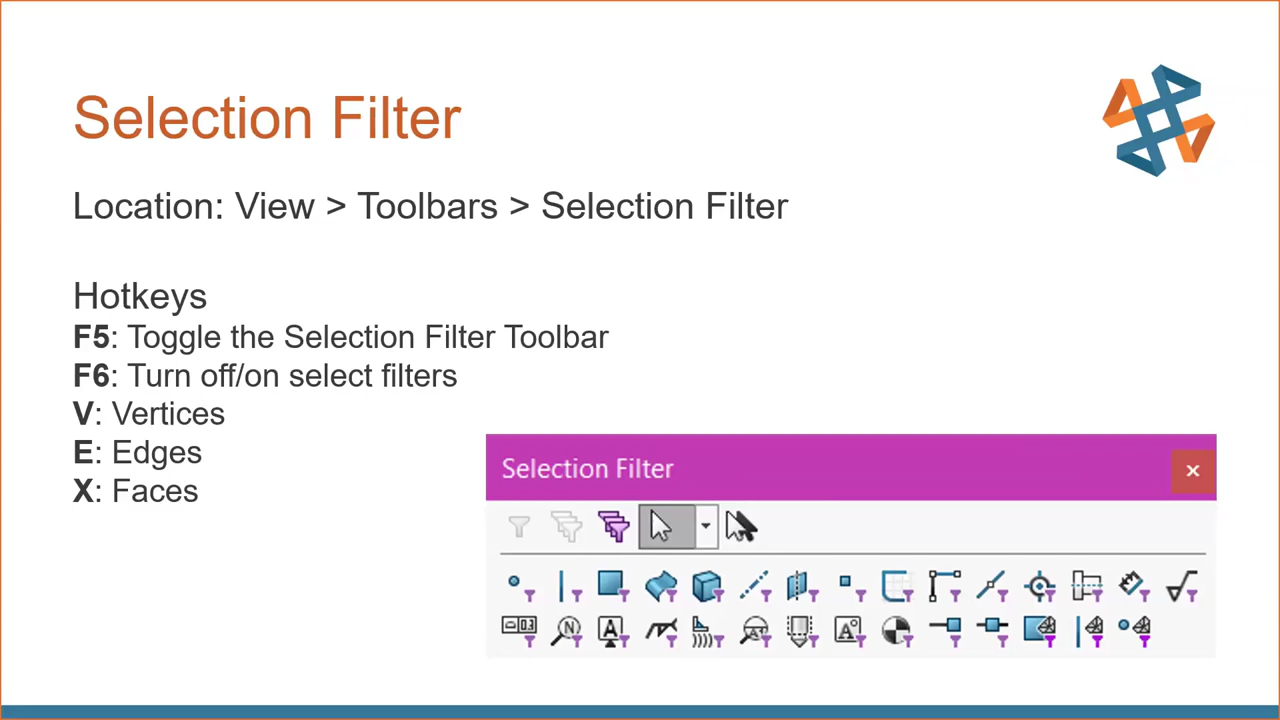 Selection Filter
Location: View > Toolbars > Selection Filter
Hotkeys
F5: Toggle the Selection Filter Toolbar
F6: Turn off/on select filters
V: Vertices
E: Edges
X: Faces
Selection Filter